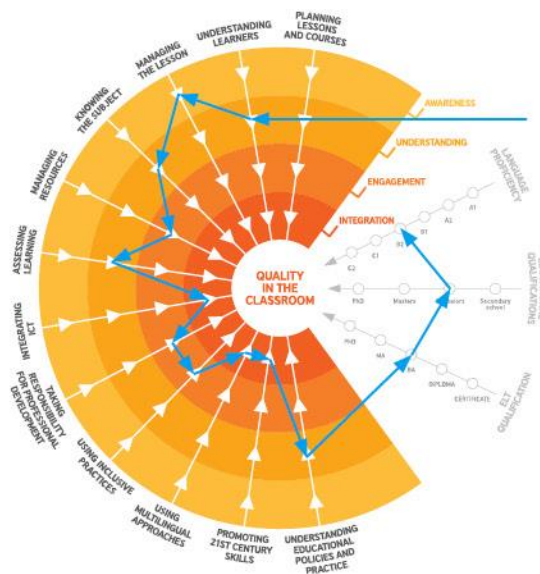 PLANNING
LESSONS
AND COURSES
UNDERSTANDING
LEARNERS
MANAGING
THE LESSON
KNOWING
THE SUBJECT
MANAGING
RESOURCES
ASSESSING
LEARNING
INTEGRATING
ICT
TAKING
RESPONSIBILITY
FOR PROFESSIONAL
DEVELOPMENT
USING INCLUSIVE
PRACTICES
USING
MULTILINGUAL
APPROACHES
PROMOTING
21ST CENTURY
SKILLS
UNDERSTANDING
EDUCATIONAL
POLICIES AND
PRACTICE
AWARENESS
UNDERSTANDING
ENGAGEMENT
INTEGRATION
QUALITY
IN THE
CLASSROOM
LANGUAGE
PROFICIENCY
A1
A2
B1
B2
C1
C2
QUALIFICATIONS
PhD
Masters
Secondary
school
ELT
QUALIFICATION
PhD
MA
BA
DIPLOMA
CERTIFICATE